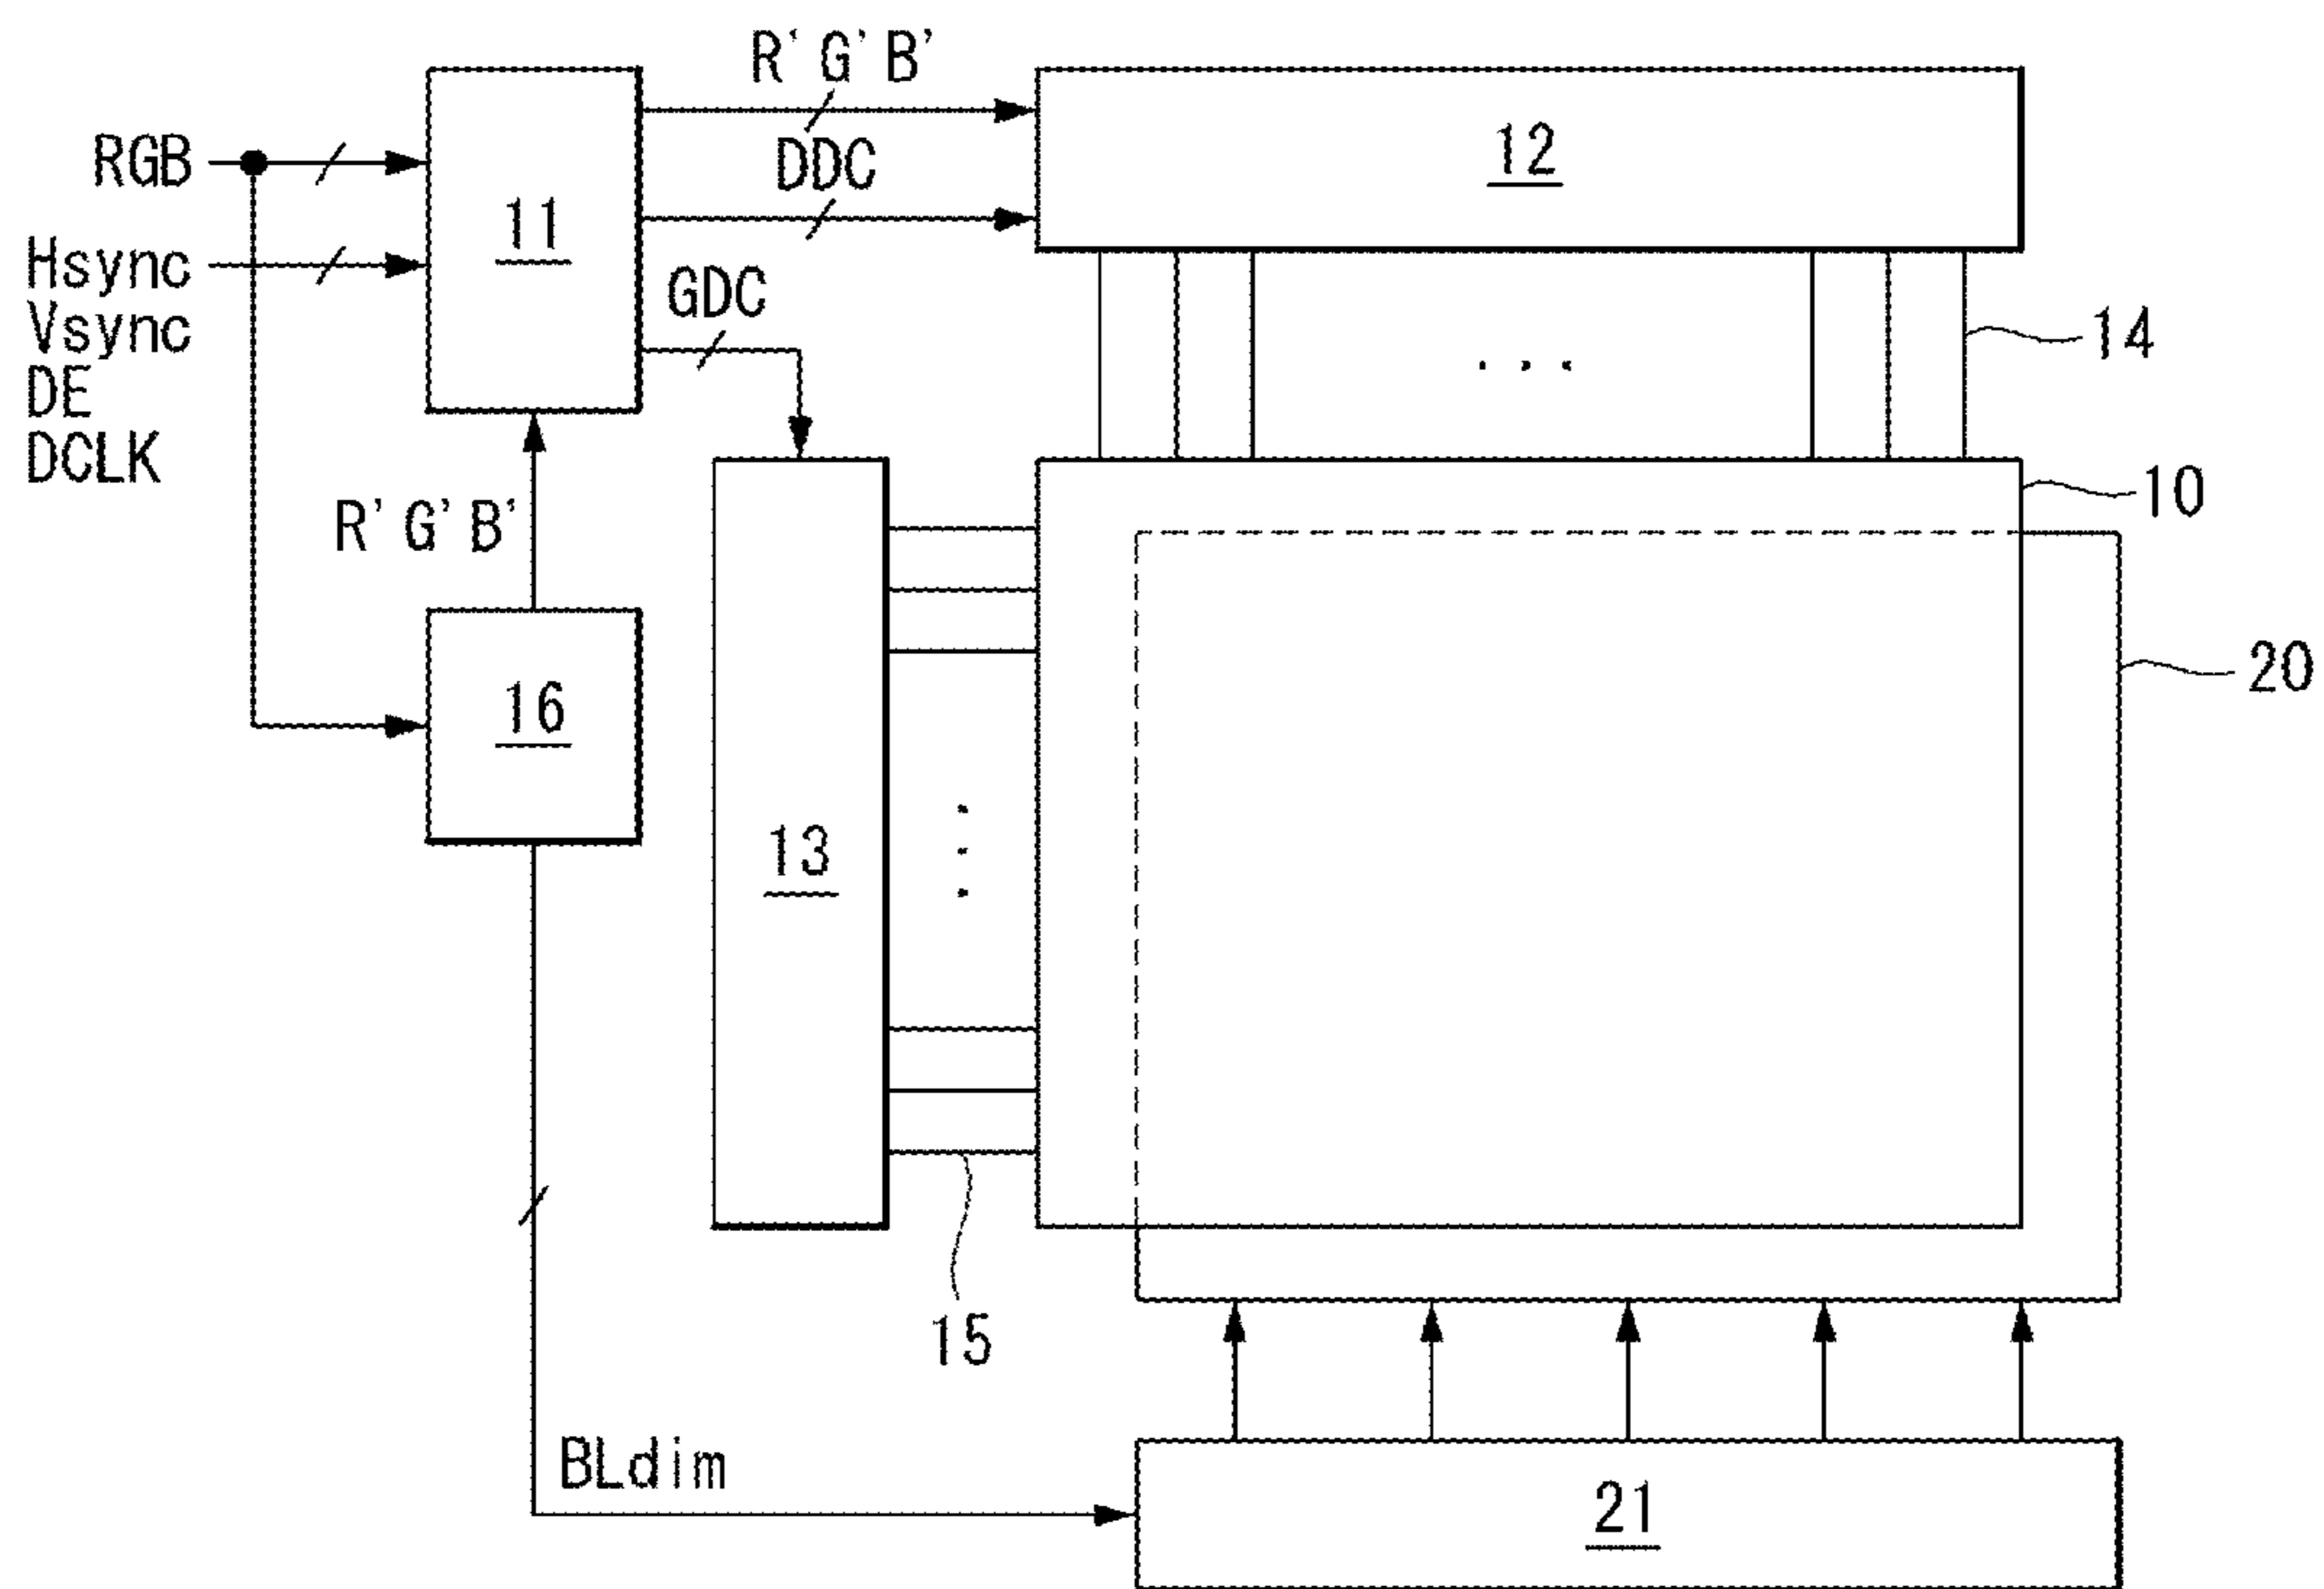 R'G'B'
RGB
12
DDC
11
Hsync
Vsync
DE
DCLK
GDC
14
10
R'G'B'
20
16
13
15
BLdim
21